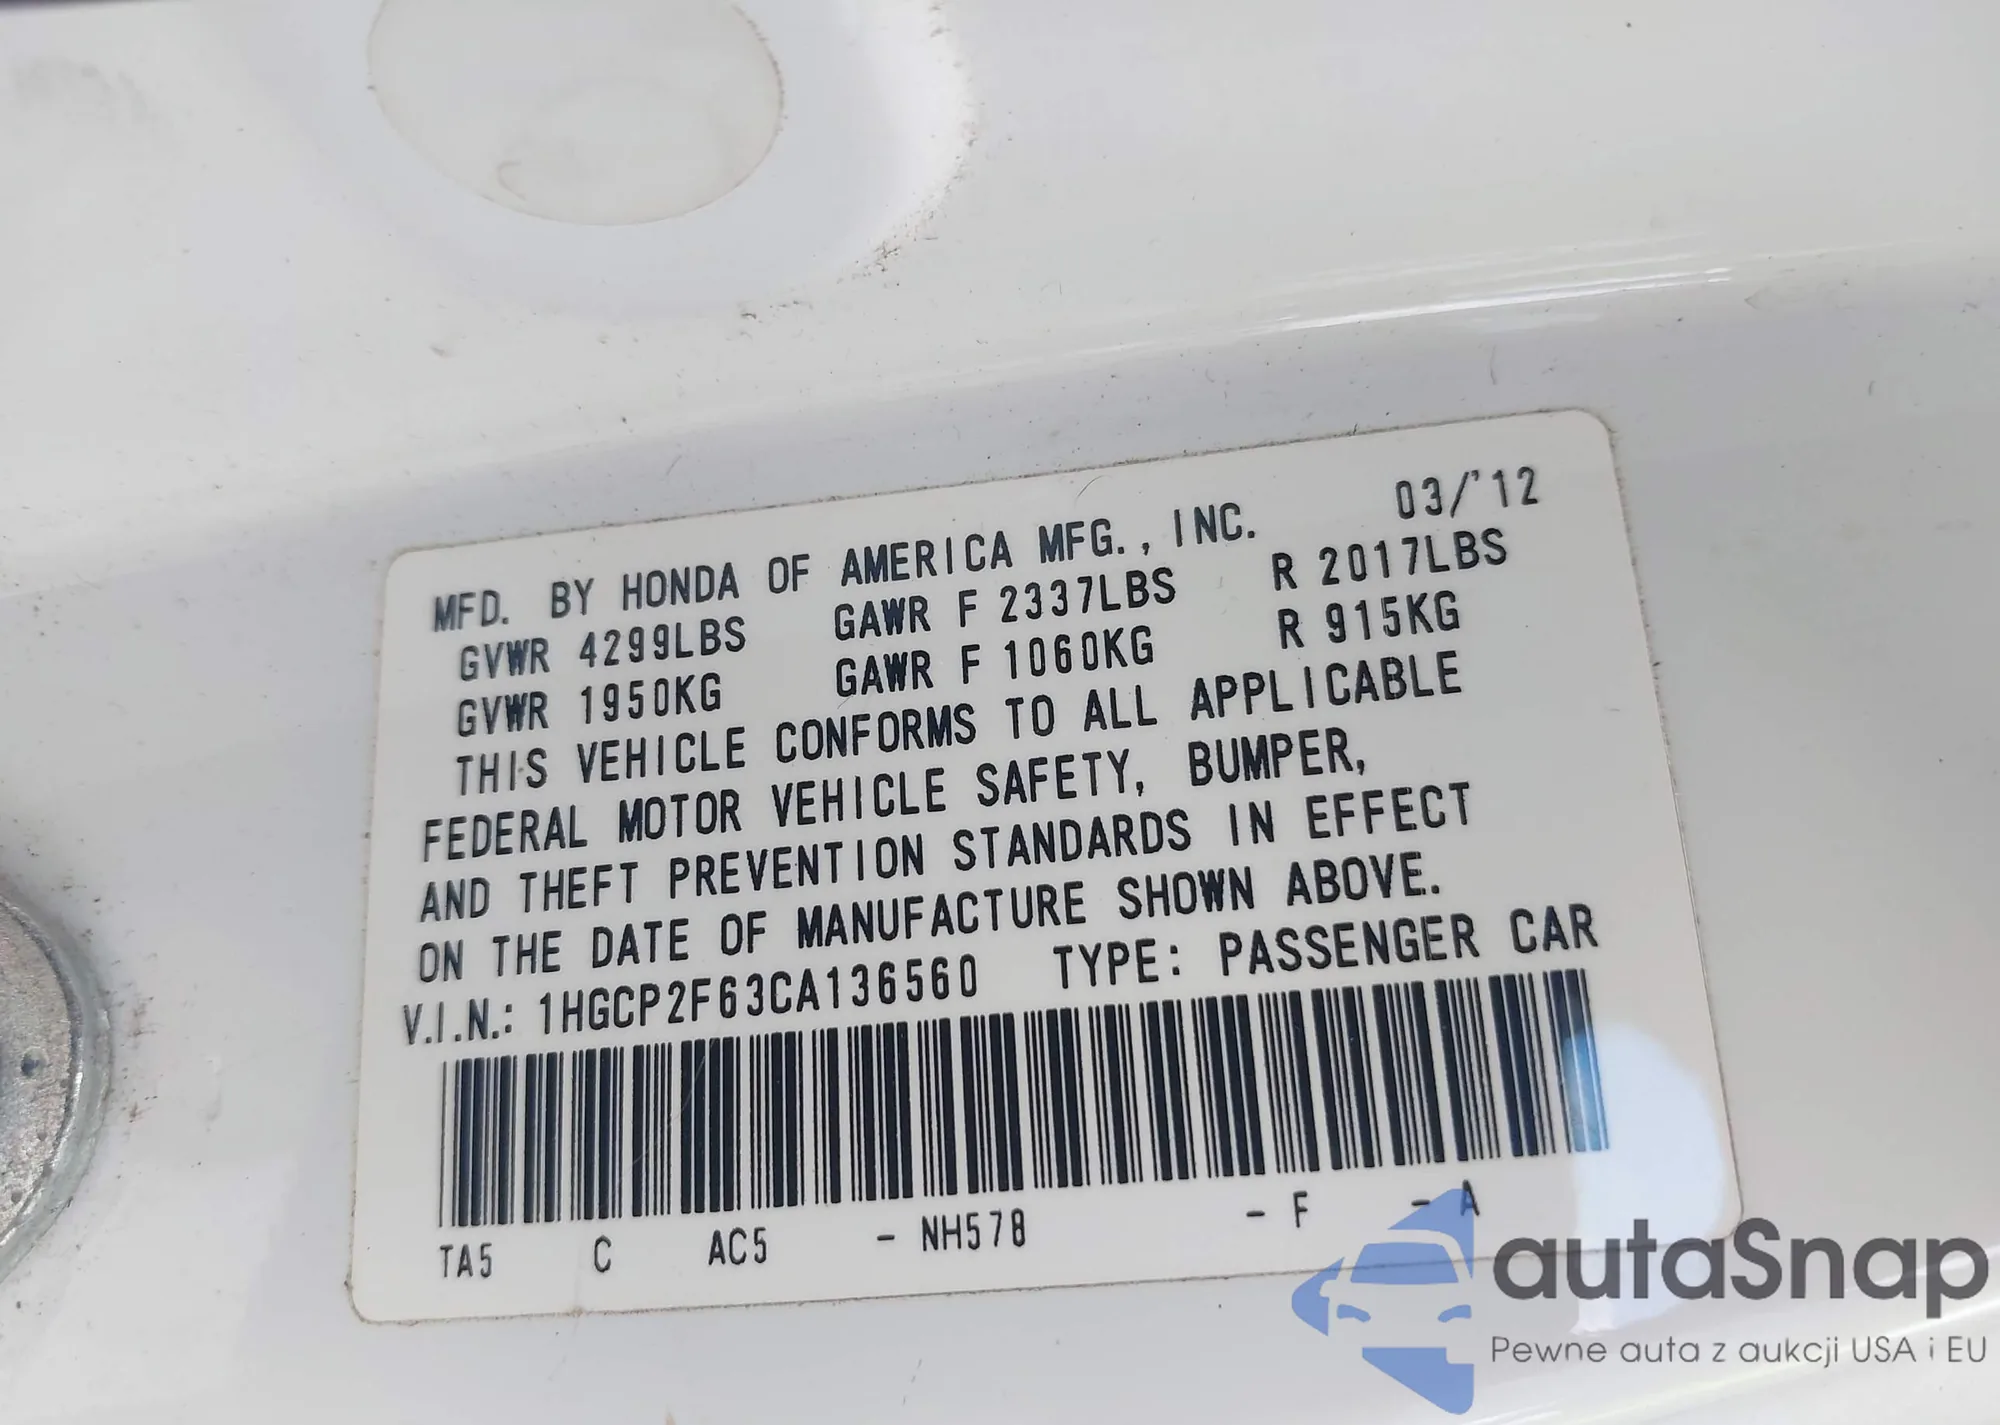 MFD. BY HONDA OF AMERICA MFG., INC. 03/'12
GVWR 4299LBS GAWR F 2337LBS R 2017LBS
GVWR 1950KG GAWR F 1060KG R 915KG
THIS VEHICLE CONFORMS TO ALL APPLICABLE
FEDERAL MOTOR VEHICLE SAFETY, BUMPER,
AND THEFT PREVENTION STANDARDS IN EFFECT
ON THE DATE OF MANUFACTURE SHOWN ABOVE.
V.I.N.: 1HGCP2F63CA136560 TYPE: PASSENGER CAR
TA5 C AC5 - NH578 - F - A
autaSnap
Pewne auta z aukcji USA i EU